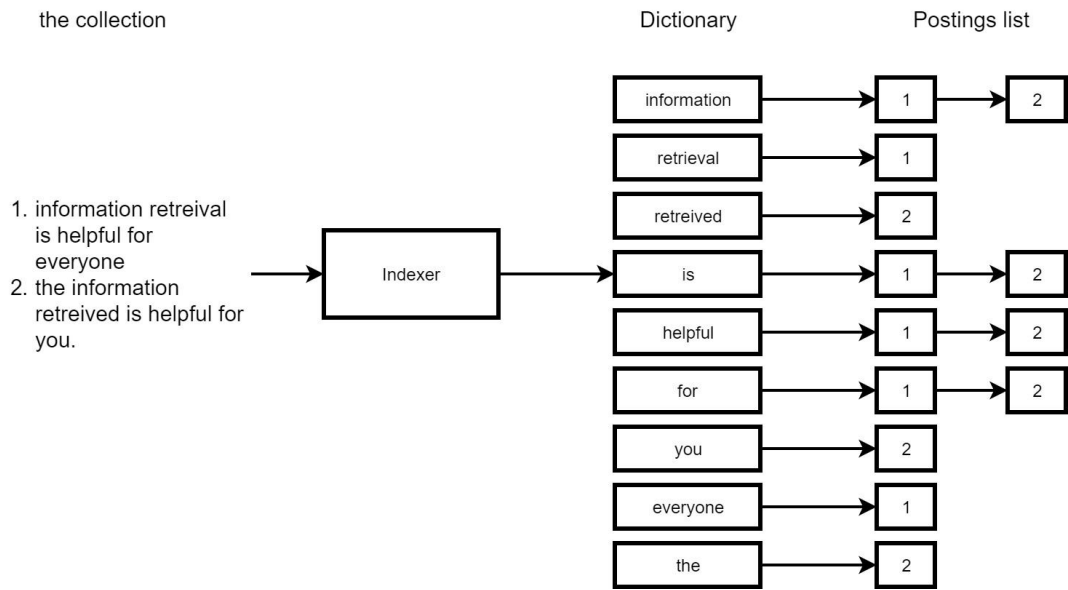 the collection
Dictionary
Postings list
1. information retreival
is helpful for
everyone
2. the information
retreived is helpful for
you.
Indexer
information 1 2
retrieval 1
retreived 2
is 1 2
helpful 1 2
for 1 2
you 2
everyone 1
the 2